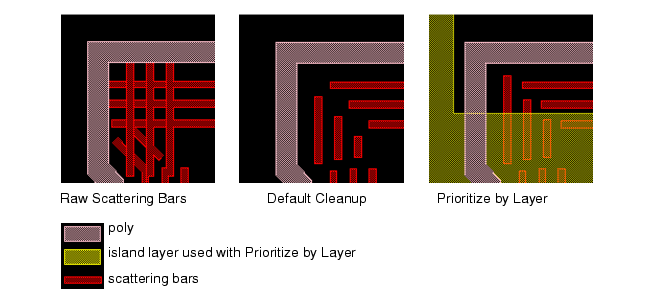 Raw Scattering Bars
Default Cleanup
Prioritize by Layer
poly
island layer used with Prioritize by Layer
scattering bars